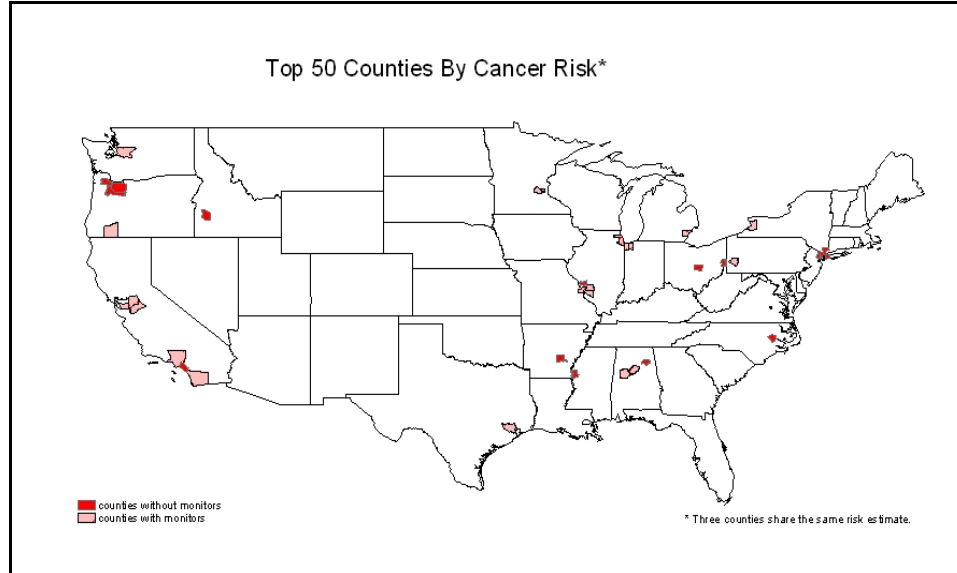 Top 50 Counties By Cancer Risk*
counties without monitors
counties with monitors
* Three counties share the same risk estimate.